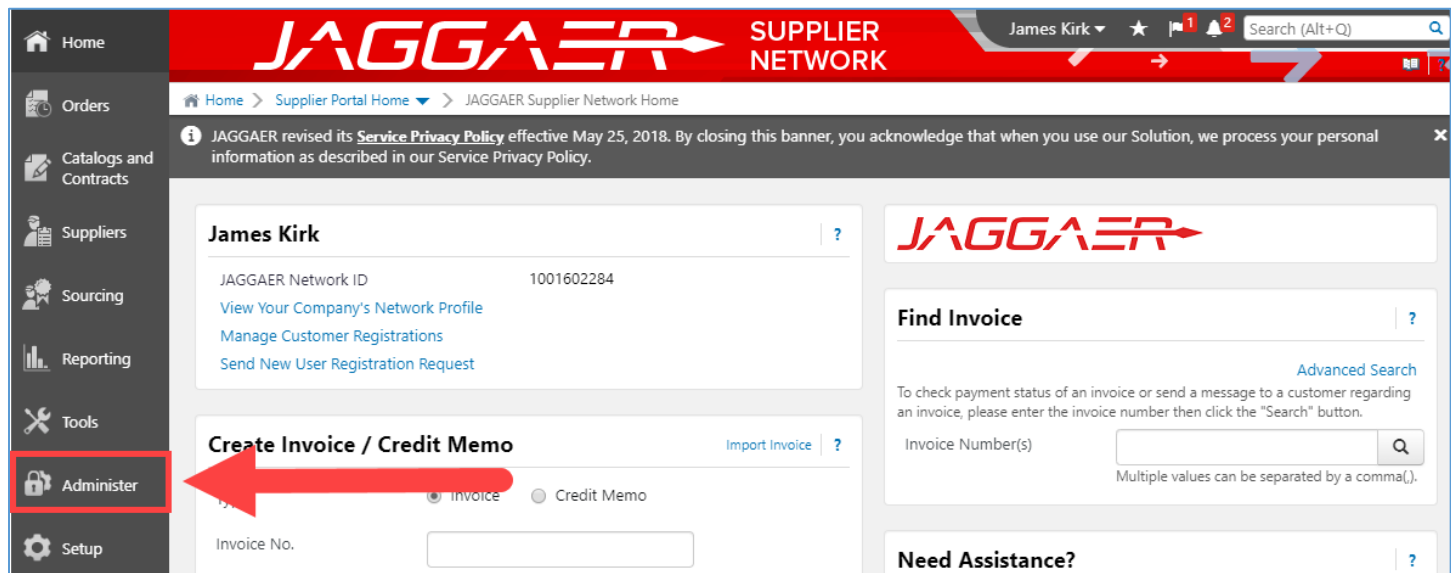 Home
Orders
Catalogs and
Contracts
Suppliers
Sourcing
Reporting
Tools
Administer
Setup
JAGGAER
SUPPLIER
NETWORK
James Kirk
1
2
Search (Alt+Q)
Home > Supplier Portal Home > JAGGAER Supplier Network Home
JAGGAER revised its Service Privacy Policy effective May 25, 2018. By closing this banner, you acknowledge that when you use our Solution, we process your personal
information as described in our Service Privacy Policy.
James Kirk ?
JAGGAER Network ID 1001602284
View Your Company's Network Profile
Manage Customer Registrations
Send New User Registration Request
Create Invoice / Credit Memo Import Invoice ?
Invoice Credit Memo
Invoice No.
JAGGAER
Find Invoice ?
Advanced Search
To check payment status of an invoice or send a message to a customer regarding
an invoice, please enter the invoice number then click the "Search" button.
Invoice Number(s)
Multiple values can be separated by a comma(,).
Need Assistance? ?